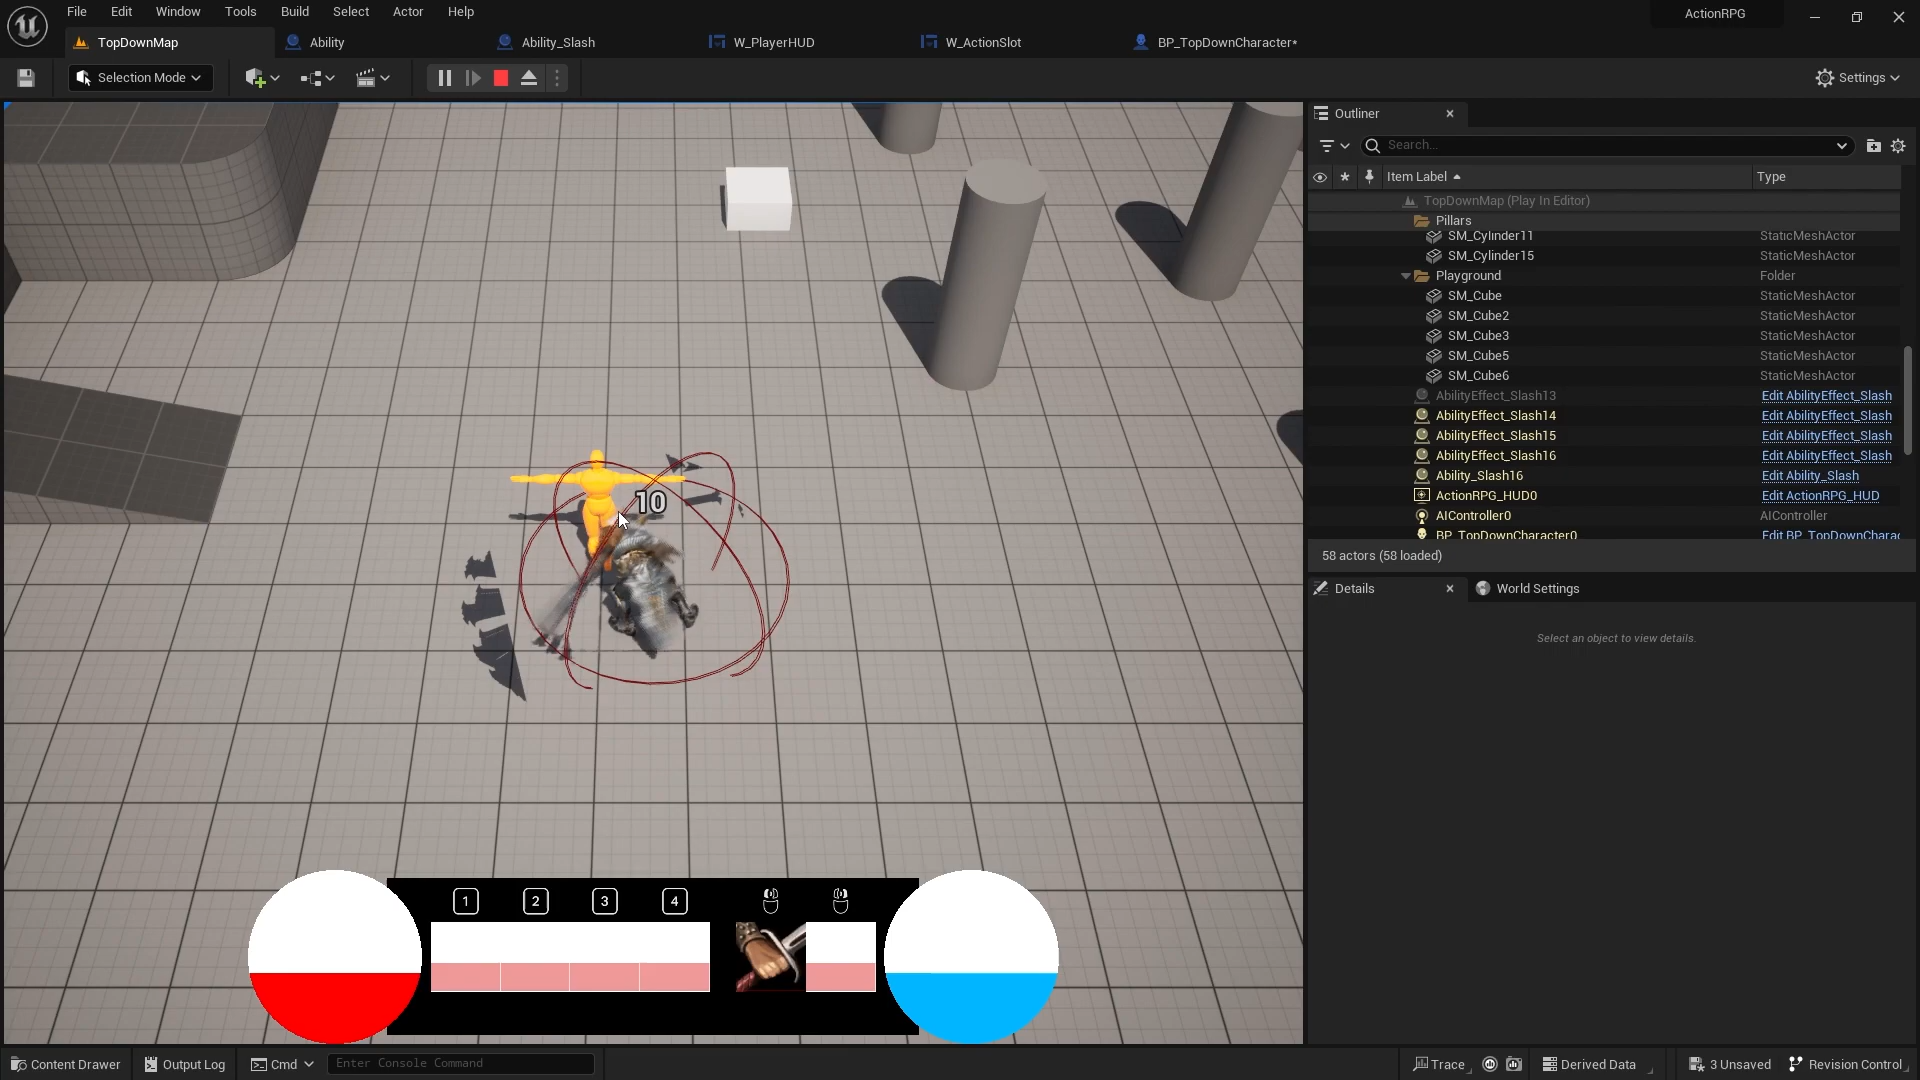 File Edit Window Tools Build Select Actor Help
ActionRPG
TopDownMap
Ability
Ability_Slash
W_PlayerHUD
W_ActionSlot
BP_TopDownCharacter*
Selection Mode
Settings
Outliner
Search...
Item Label
Type
TopDownMap (Play In Editor)
Pillars
SM_Cylinder11 StaticMeshActor
SM_Cylinder15 StaticMeshActor
Playground Folder
SM_Cube StaticMeshActor
SM_Cube2 StaticMeshActor
SM_Cube3 StaticMeshActor
SM_Cube5 StaticMeshActor
SM_Cube6 StaticMeshActor
AbilityEffect_Slash13 Edit AbilityEffect_Slash
AbilityEffect_Slash14 Edit AbilityEffect_Slash
AbilityEffect_Slash15 Edit AbilityEffect_Slash
AbilityEffect_Slash16 Edit AbilityEffect_Slash
Ability_Slash16 Edit Ability_Slash
ActionRPG_HUD0 Edit ActionRPG_HUD
AIController0 AIController
BP_TopDownCharacter0 Edit BP_TopDownCharac
58 actors (58 loaded)
Details
World Settings
Select an object to view details.
10
1 2 3 4
Content Drawer
Output Log
Cmd
Enter Console Command
Trace
Derived Data
3 Unsaved
Revision Control